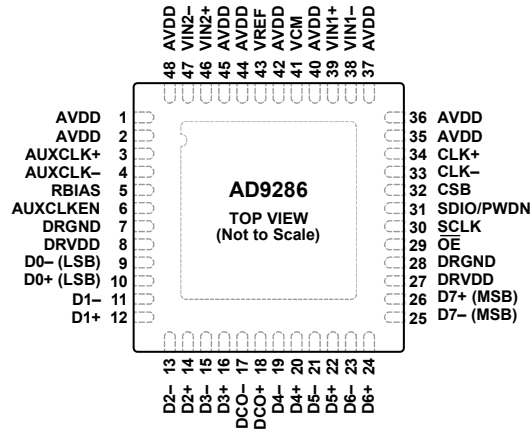 AVDD 48
VIN2– 47
VIN2+ 46
AVDD 45
AVDD 44
VREF 43
AVDD 42
VCM 41
AVDD 40
VIN1+ 39
VIN1– 38
AVDD 37
AVDD 1
AVDD 2
AUXCLK+ 3
AUXCLK– 4
RBIAS 5
AUXCLKEN 6
DRGND 7
DRVDD 8
D0– (LSB) 9
D0+ (LSB) 10
D1– 11
D1+ 12
AD9286
TOP VIEW
(Not to Scale)
36 AVDD
35 AVDD
34 CLK+
33 CLK–
32 CSB
31 SDIO/PWDN
30 SCLK
29 OE
28 DRGND
27 DRVDD
26 D7+ (MSB)
25 D7– (MSB)
D2– 13
D2+ 14
D3– 15
D3+ 16
DCO– 17
DCO+ 18
D4– 19
D4+ 20
D5– 21
D5+ 22
D6– 23
D6+ 24